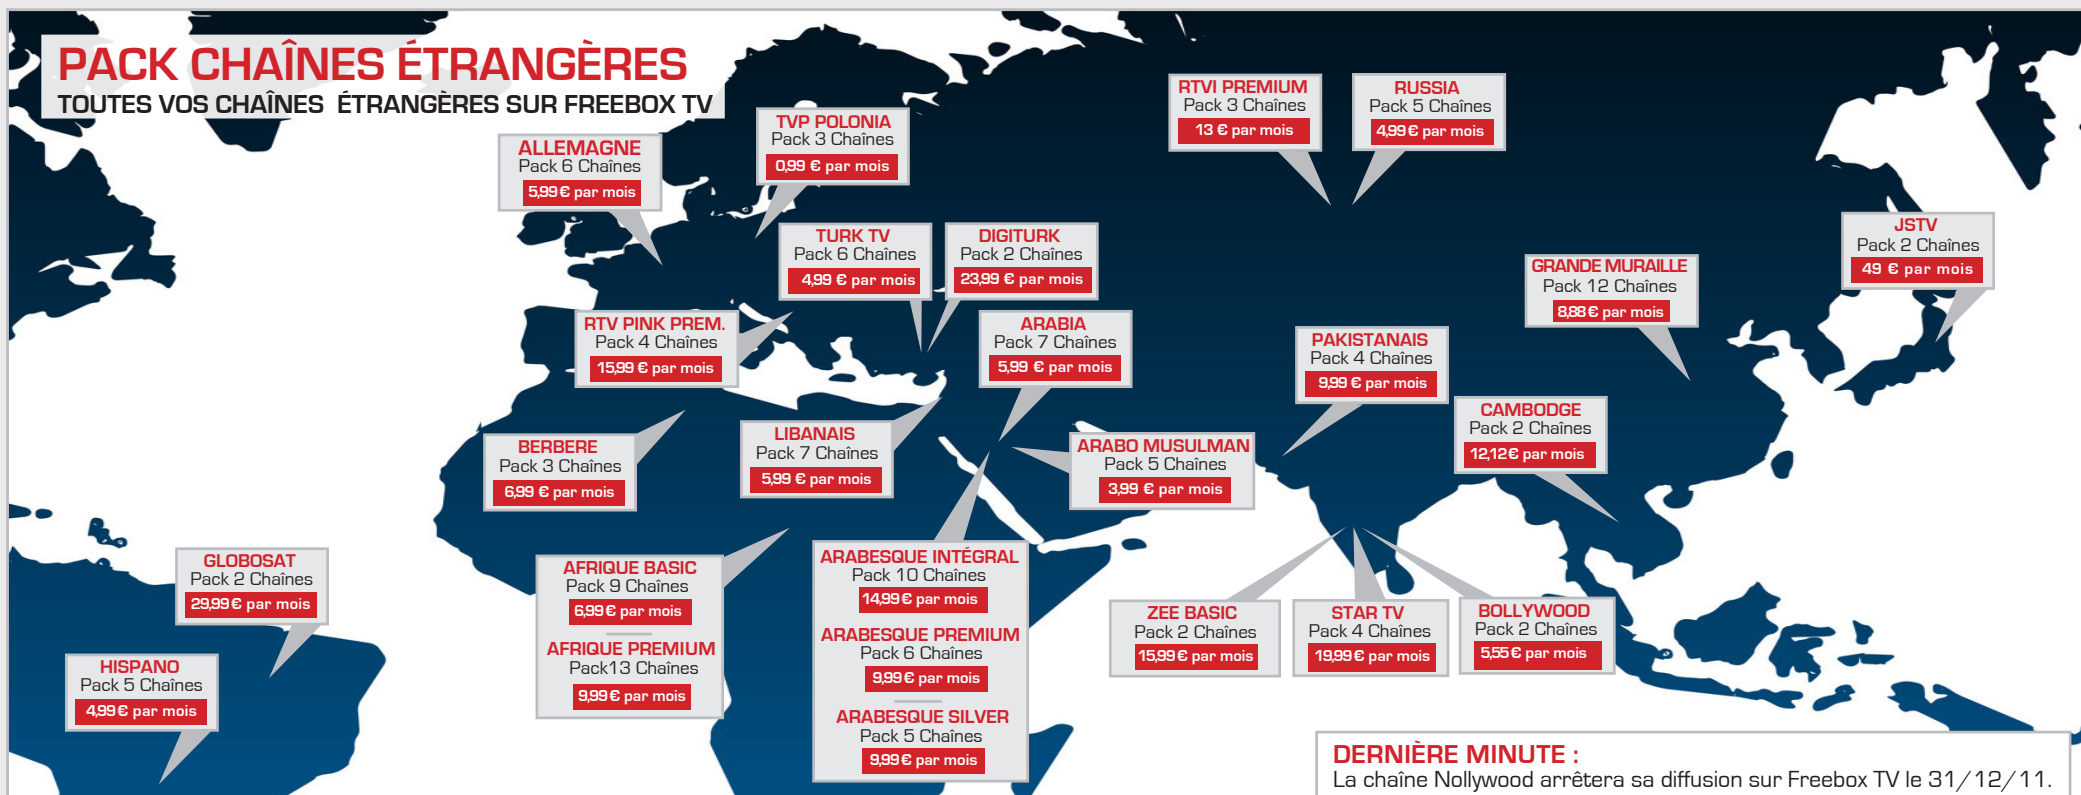 PACK CHAÎNES ÉTRANGÈRES
TOUTES VOS CHAÎNES ÉTRANGÈRES SUR FREEBOX TV
ALLEMAGNE
Pack 6 Chaînes
5,99 € par mois
TVP POLONIA
Pack 3 Chaînes
0,99 € par mois
RTVI PREMIUM
Pack 3 Chaînes
13 € par mois
RUSSIA
Pack 5 Chaînes
4,99 € par mois
TURK TV
Pack 6 Chaînes
4,99 € par mois
DIGITURK
Pack 2 Chaînes
23,99 € par mois
JSTV
Pack 2 Chaînes
49 € par mois
GRANDE MURAILLE
Pack 12 Chaînes
8,88 € par mois
RTV PINK PREM.
Pack 4 Chaînes
15,99 € par mois
ARABIA
Pack 7 Chaînes
5,99 € par mois
PAKISTANAIS
Pack 4 Chaînes
9,99 € par mois
CAMBODGE
Pack 2 Chaînes
12,12 € par mois
BERBERE
Pack 3 Chaînes
6,99 € par mois
LIBANAIS
Pack 7 Chaînes
5,99 € par mois
ARABO MUSULMAN
Pack 5 Chaînes
3,99 € par mois
GLOBOSAT
Pack 2 Chaînes
29,99 € par mois
HISPANO
Pack 5 Chaînes
4,99 € par mois
AFRIQUE BASIC
Pack 9 Chaînes
6,99 € par mois
AFRIQUE PREMIUM
Pack13 Chaînes
9,99 € par mois
ARABESQUE INTÉGRAL
Pack 10 Chaînes
14,99 € par mois
ARABESQUE PREMIUM
Pack 6 Chaînes
9,99 € par mois
ARABESQUE SILVER
Pack 5 Chaînes
9,99 € par mois
ZEE BASIC
Pack 2 Chaînes
15,99 € par mois
STAR TV
Pack 4 Chaînes
19,99 € par mois
BOLLYWOOD
Pack 2 Chaînes
5,55 € par mois
DERNIÈRE MINUTE :
La chaîne Nollywood arrêtera sa diffusion sur Freebox TV le 31/12/11.